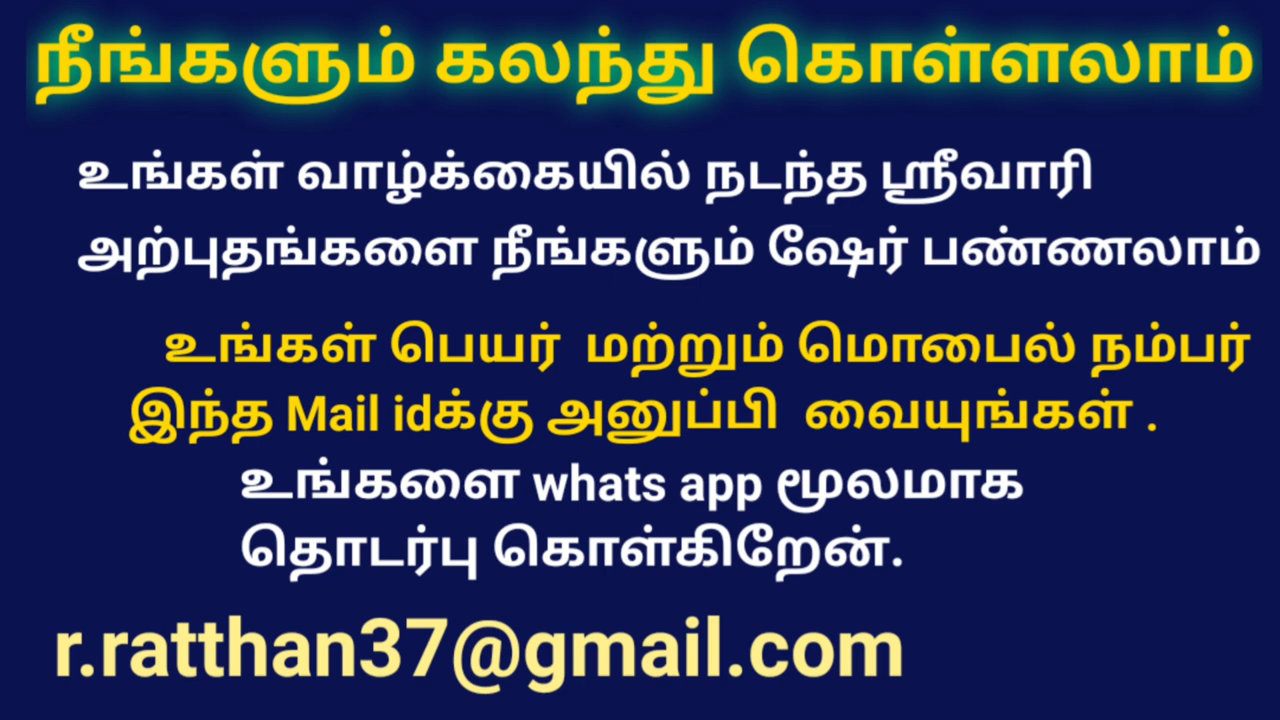 நீங்களும் கலந்து கொள்ளலாம்
உங்கள் வாழ்க்கையில் நடந்த ஸ்ரீவாரி
அற்புதங்களை நீங்களும் ஷேர் பண்ணலாம்
உங்கள் பெயர் மற்றும் மொபைல் நம்பர்
இந்த Mail idக்கு அனுப்பி வையுங்கள் .
உங்களை whats app மூலமாக
தொடர்பு கொள்கிறேன்.
r.ratthan37@gmail.com